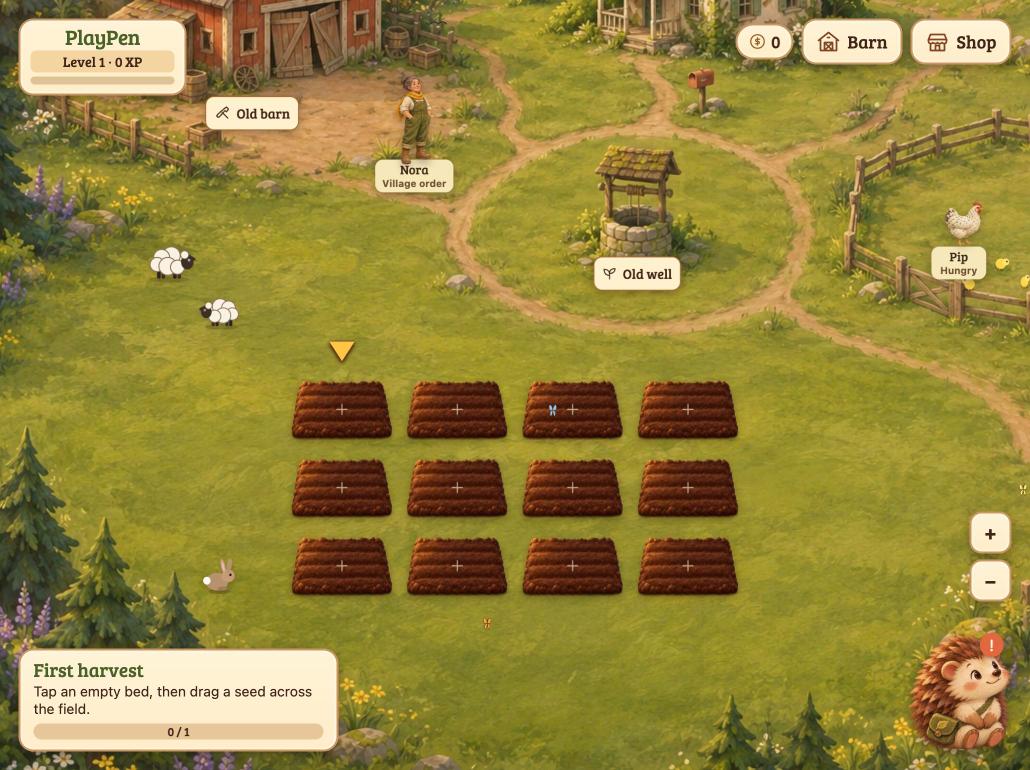 PlayPen
Level 1 · 0 XP
0
Barn
Shop
Old barn
Nora
Village order
Old well
Pip
Hungry
+
−
!
First harvest
Tap an empty bed, then drag a seed across
the field.
0 / 1